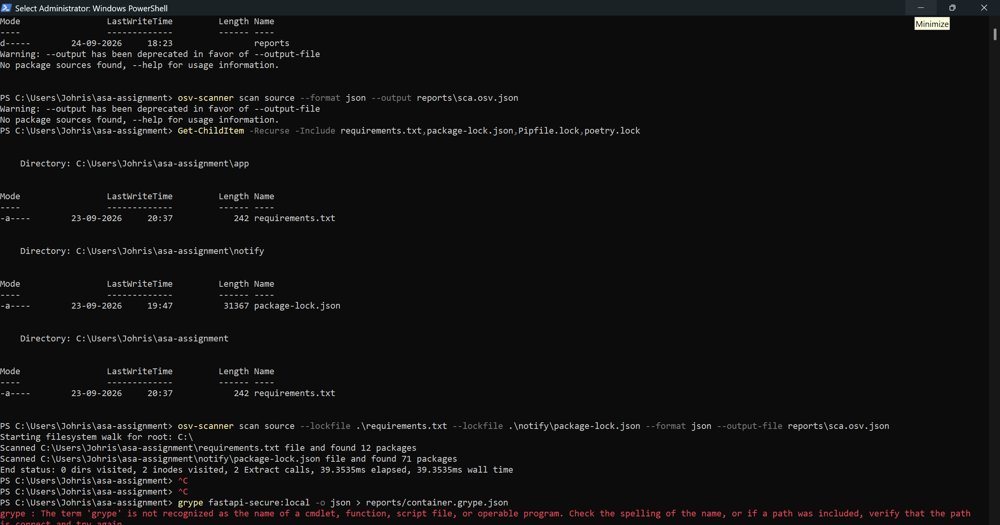 Select Administrator: Windows PowerShell
Minimize
Mode                 LastWriteTime         Length Name
----                 -------------         ------ ----
d-----        24-09-2026     18:23                reports
Warning: --output has been deprecated in favor of --output-file
No package sources found, --help for usage information.
PS C:\Users\Johris\asa-assignment> osv-scanner scan source --format json --output reports\sca.osv.json
Warning: --output has been deprecated in favor of --output-file
No package sources found, --help for usage information.
PS C:\Users\Johris\asa-assignment> Get-ChildItem -Recurse -Include requirements.txt,package-lock.json,Pipfile.lock,poetry.lock
    Directory: C:\Users\Johris\asa-assignment\app
Mode                 LastWriteTime         Length Name
----                 -------------         ------ ----
-a----        23-09-2026     20:37            242 requirements.txt
    Directory: C:\Users\Johris\asa-assignment\notify
Mode                 LastWriteTime         Length Name
----                 -------------         ------ ----
-a----        23-09-2026     19:47          31367 package-lock.json
    Directory: C:\Users\Johris\asa-assignment
Mode                 LastWriteTime         Length Name
----                 -------------         ------ ----
-a----        23-09-2026     20:37            242 requirements.txt
PS C:\Users\Johris\asa-assignment> osv-scanner scan source --lockfile .\requirements.txt --lockfile .\notify\package-lock.json --format json --output-file reports\sca.osv.json
Starting filesystem walk for root: C:\
Scanned C:\Users\Johris\asa-assignment\requirements.txt file and found 12 packages
Scanned C:\Users\Johris\asa-assignment\notify\package-lock.json file and found 71 packages
End status: 0 dirs visited, 2 inodes visited, 2 Extract calls, 39.3535ms elapsed, 39.3535ms wall time
PS C:\Users\Johris\asa-assignment> ^C
PS C:\Users\Johris\asa-assignment> ^C
PS C:\Users\Johris\asa-assignment> grype fastapi-secure:local -o json > reports/container.grype.json
grype : The term 'grype' is not recognized as the name of a cmdlet, function, script file, or operable program. Check the spelling of the name, or if a path was included, verify that the path
is correct and try again